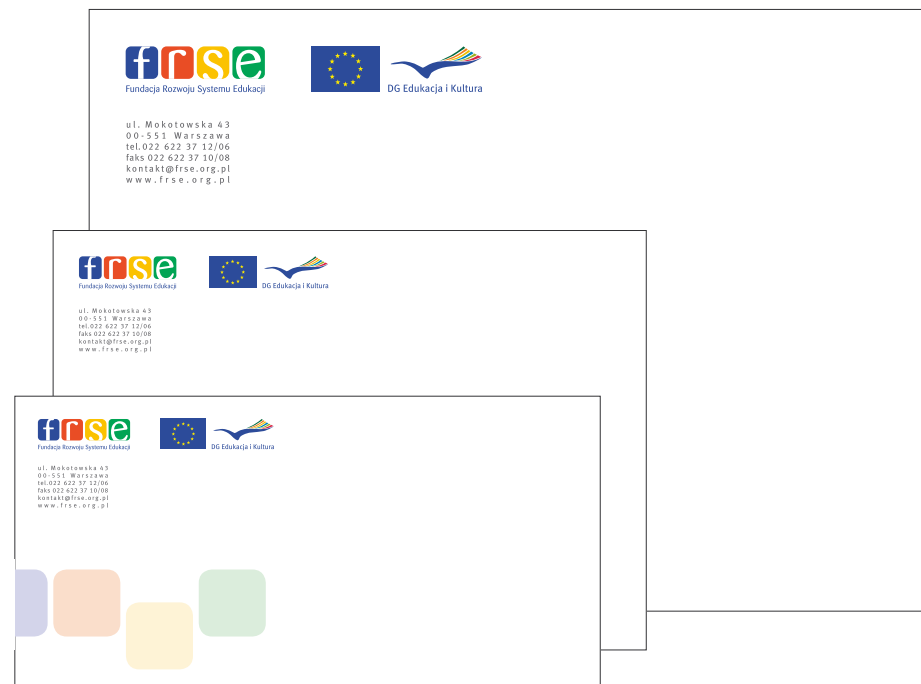 frse
Fundacja Rozwoju Systemu Edukacji
DG Edukacja i Kultura
ul. Mokotowska 43
00-551 Warszawa
tel.022 622 37 12/06
faks 022 622 37 10/08
kontakt@frse.org.pl
www.frse.org.pl
frse
Fundacja Rozwoju Systemu Edukacji
DG Edukacja i Kultura
ul. Mokotowska 43
00-551 Warszawa
tel.022 622 37 12/06
faks 022 622 37 10/08
kontakt@frse.org.pl
www.frse.org.pl
frse
Fundacja Rozwoju Systemu Edukacji
DG Edukacja i Kultura
ul. Mokotowska 43
00-551 Warszawa
tel.022 622 37 12/06
faks 022 622 37 10/08
kontakt@frse.org.pl
www.frse.org.pl